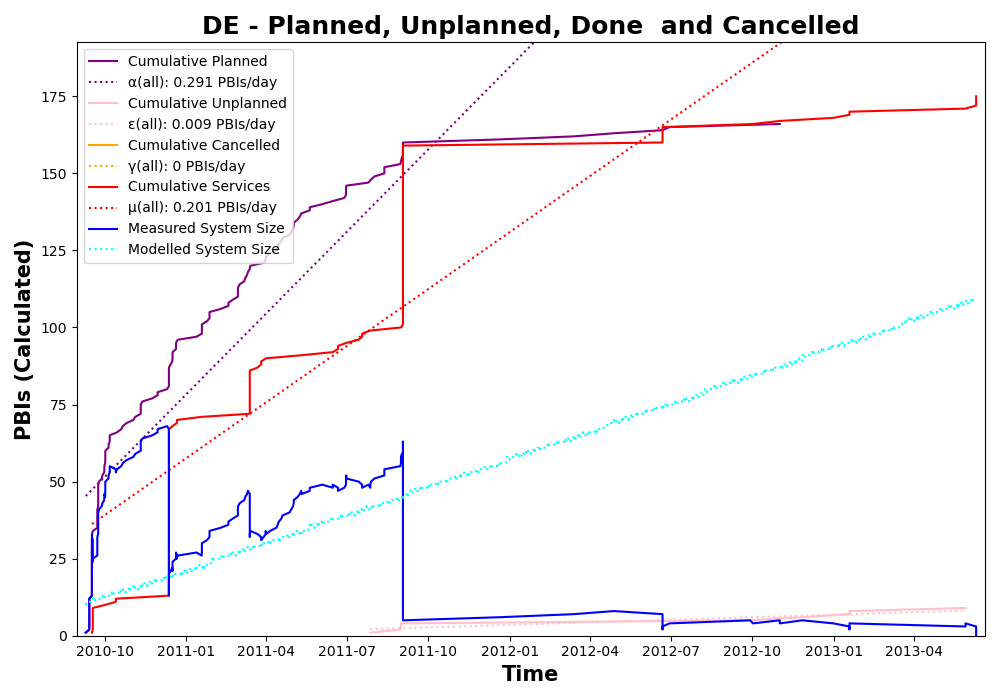 DE - Planned, Unplanned, Done  and Cancelled
Cumulative Planned
α(all): 0.291 PBIs/day
Cumulative Unplanned
ε(all): 0.009 PBIs/day
Cumulative Cancelled
γ(all): 0 PBIs/day
Cumulative Services
μ(all): 0.201 PBIs/day
Measured System Size
Modelled System Size
PBIs (Calculated)
175
150
125
100
75
50
25
0
2010-10 2011-01 2011-04 2011-07 2011-10 2012-01 2012-04 2012-07 2012-10 2013-01 2013-04
Time